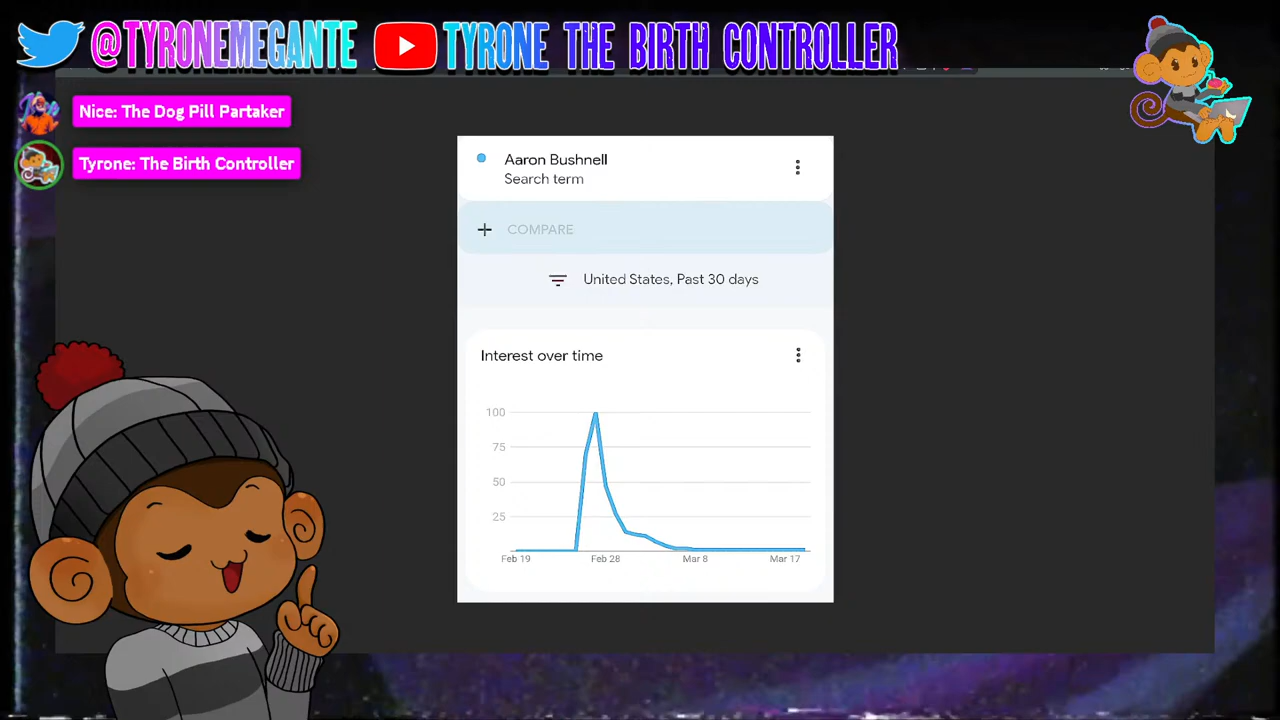 @TYRONEMEGANTE TYRONE THE BIRTH CONTROLLER
Nice: The Dog Pill Partaker
Tyrone: The Birth Controller
Aaron Bushnell
Search term
COMPARE
United States, Past 30 days
Interest over time
100
75
50
25
Feb 19 Feb 28 Mar 8 Mar 17